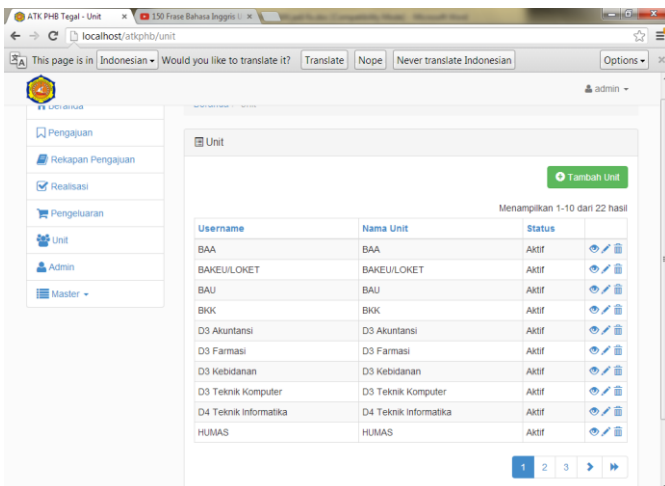 ATK PHB Tegal - Unit
150 Frase Bahasa Inggris
localhost/atkphb/unit
This page is in Indonesian Would you like to translate it? Translate Nope Never translate Indonesian Options
admin
Beranda
Pengajuan
Rekapan Pengajuan
Realisasi
Pengeluaran
Unit
Admin
Master
Unit
Tambah Unit
Menampilkan 1-10 dari 22 hasil
Username Nama Unit Status
BAA BAA Aktif
BAKEU/LOKET BAKEU/LOKET Aktif
BAU BAU Aktif
BKK BKK Aktif
D3 Akuntansi D3 Akuntansi Aktif
D3 Farmasi D3 Farmasi Aktif
D3 Kebidanan D3 Kebidanan Aktif
D3 Teknik Komputer D3 Teknik Komputer Aktif
D4 Teknik Informatika D4 Teknik Informatika Aktif
HUMAS HUMAS Aktif
1 2 3